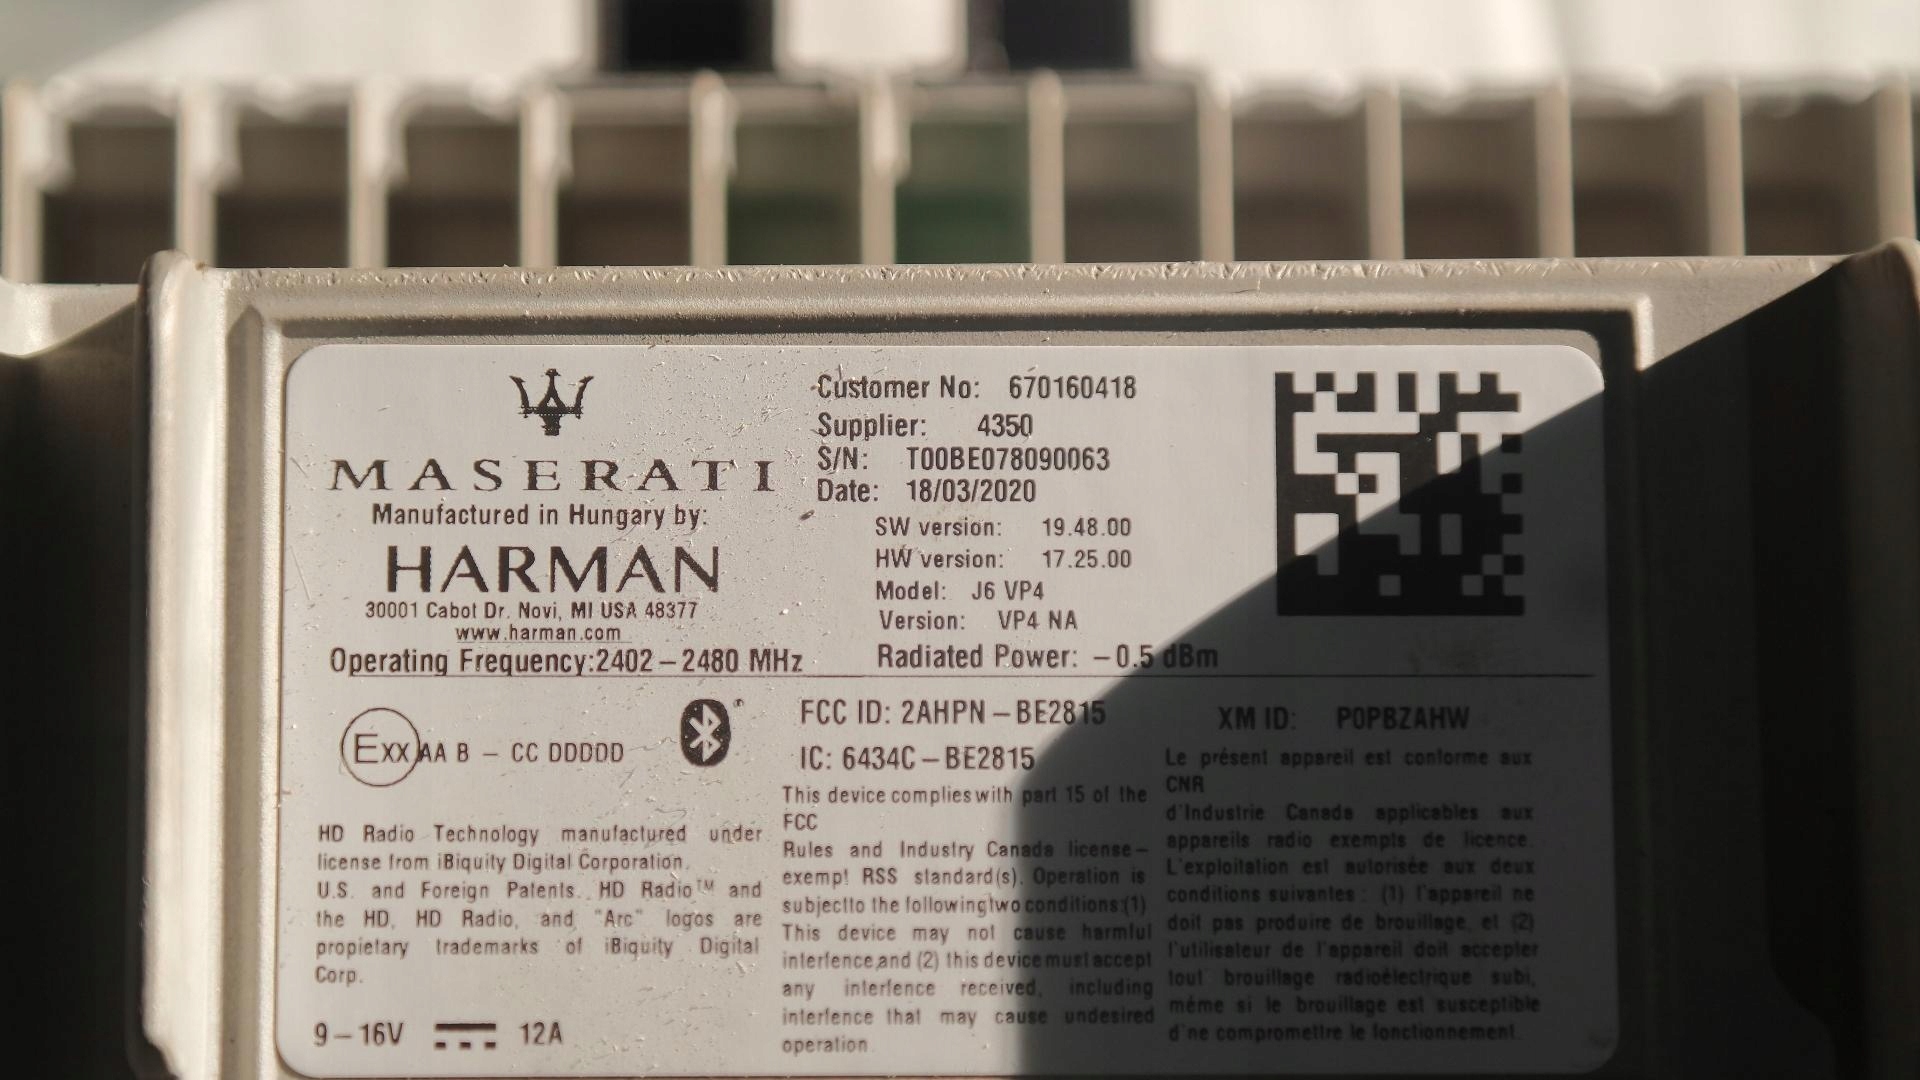 MASERATI
Manufactured in Hungary by:
HARMAN
30001 Cabot Dr. Novi, MI USA 48377
www.harman.com
Operating Frequency:2402-2480 MHz
Customer No: 670160418
Supplier: 4350
S/N: T00BE078090063
Date: 18/03/2020
SW version: 19.48.00
HW version: 17.25.00
Model: J6 VP4
Version: VP4 NA
Radiated Power: -0.5 dBm
Exx AA B - CC DDDDD
HD Radio Technology manufactured under
license from iBiquity Digital Corporation.
U.S. and Foreign Patents. HD Radio™ and
the HD, HD Radio, and "Arc" logos are
propietary trademarks of iBiquity Digital
Corp.
9-16V 12A
FCC ID: 2AHPN-BE2815
IC: 6434C-BE2815
This device complies with part 15 of the
FCC
Rules and Industry Canada license-
exempt RSS standard(s). Operation is
subjectto the followingtwo conditions:(1)
This device may not cause harmful
interfence,and (2) this device must accept
any interfence received, including
interfence that may cause undesired
operation.
XM ID: P0PBZAHW
Le présent appareil est conforme aux
CNR
d'Industrie Canada applicables aux
appareils radio exempts de licence.
L'exploitation est autorisée aux deux
conditions suivantes : (1) l'appareil ne
doit pas produire de brouillage, et (2)
l'utilisateur de l'appareil doit accepter
tout brouillage radioélectrique subi,
même si le brouillage est susceptible
d'ne compromettre le fonctionnement.